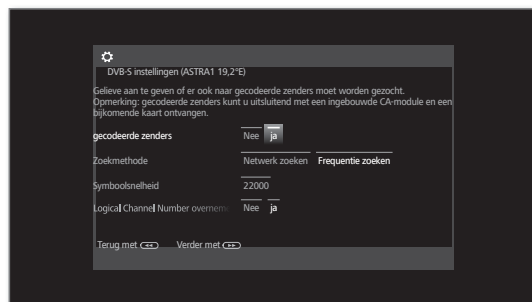 DVB-S instellingen (ASTRA1 19,2°E)
Gelieve aan te geven of er ook naar gecodeerde zenders moet worden gezocht.
Opmerking: gecodeerde zenders kunt u uitsluitend met een ingebouwde CA-module en een
bijkomende kaart ontvangen.
gecodeerde zenders Nee ja
Zoekmethode Netwerk zoeken Frequentie zoeken
Symboolsnelheid 22000
Logical Channel Number overneme Nee ja
Terug met Verder met